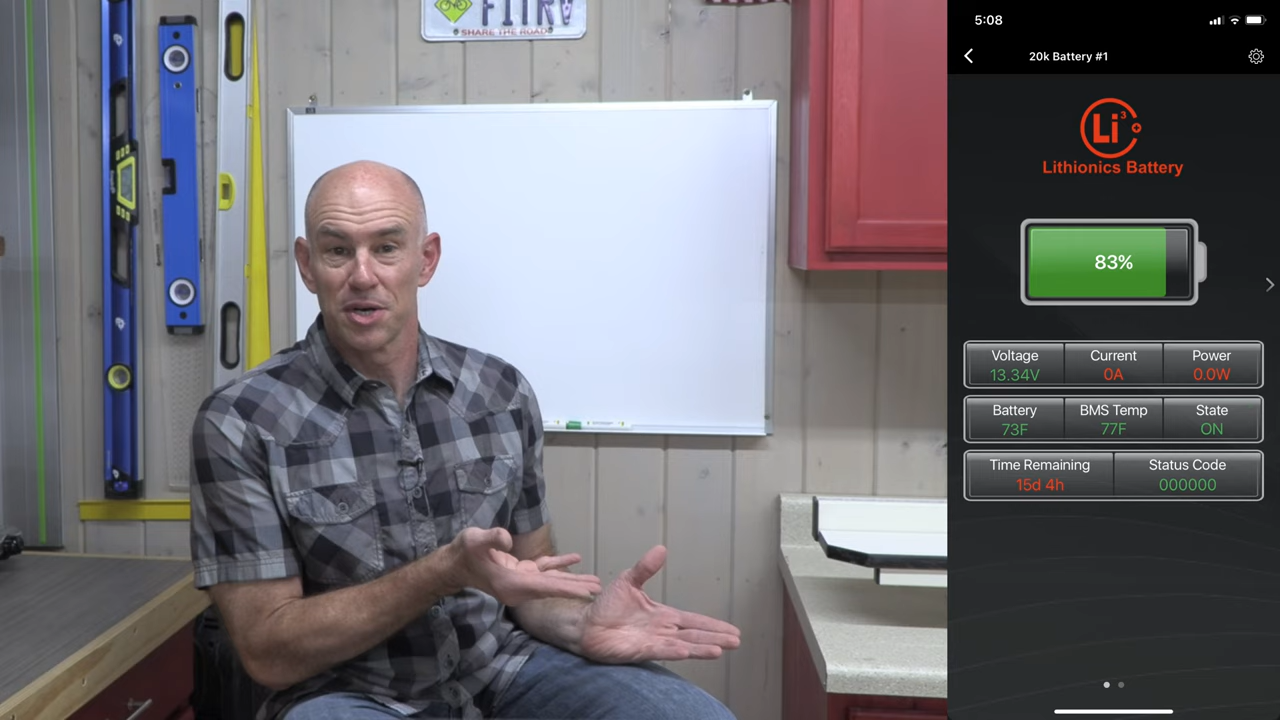 FITRV
SHARE THE ROAD
5:08
20k Battery #1
Li3+
Lithionics Battery
83%
Voltage Current Power
13.34V 0A 0.0W
Battery BMS Temp State
73F 77F ON
Time Remaining Status Code
15d 4h 000000